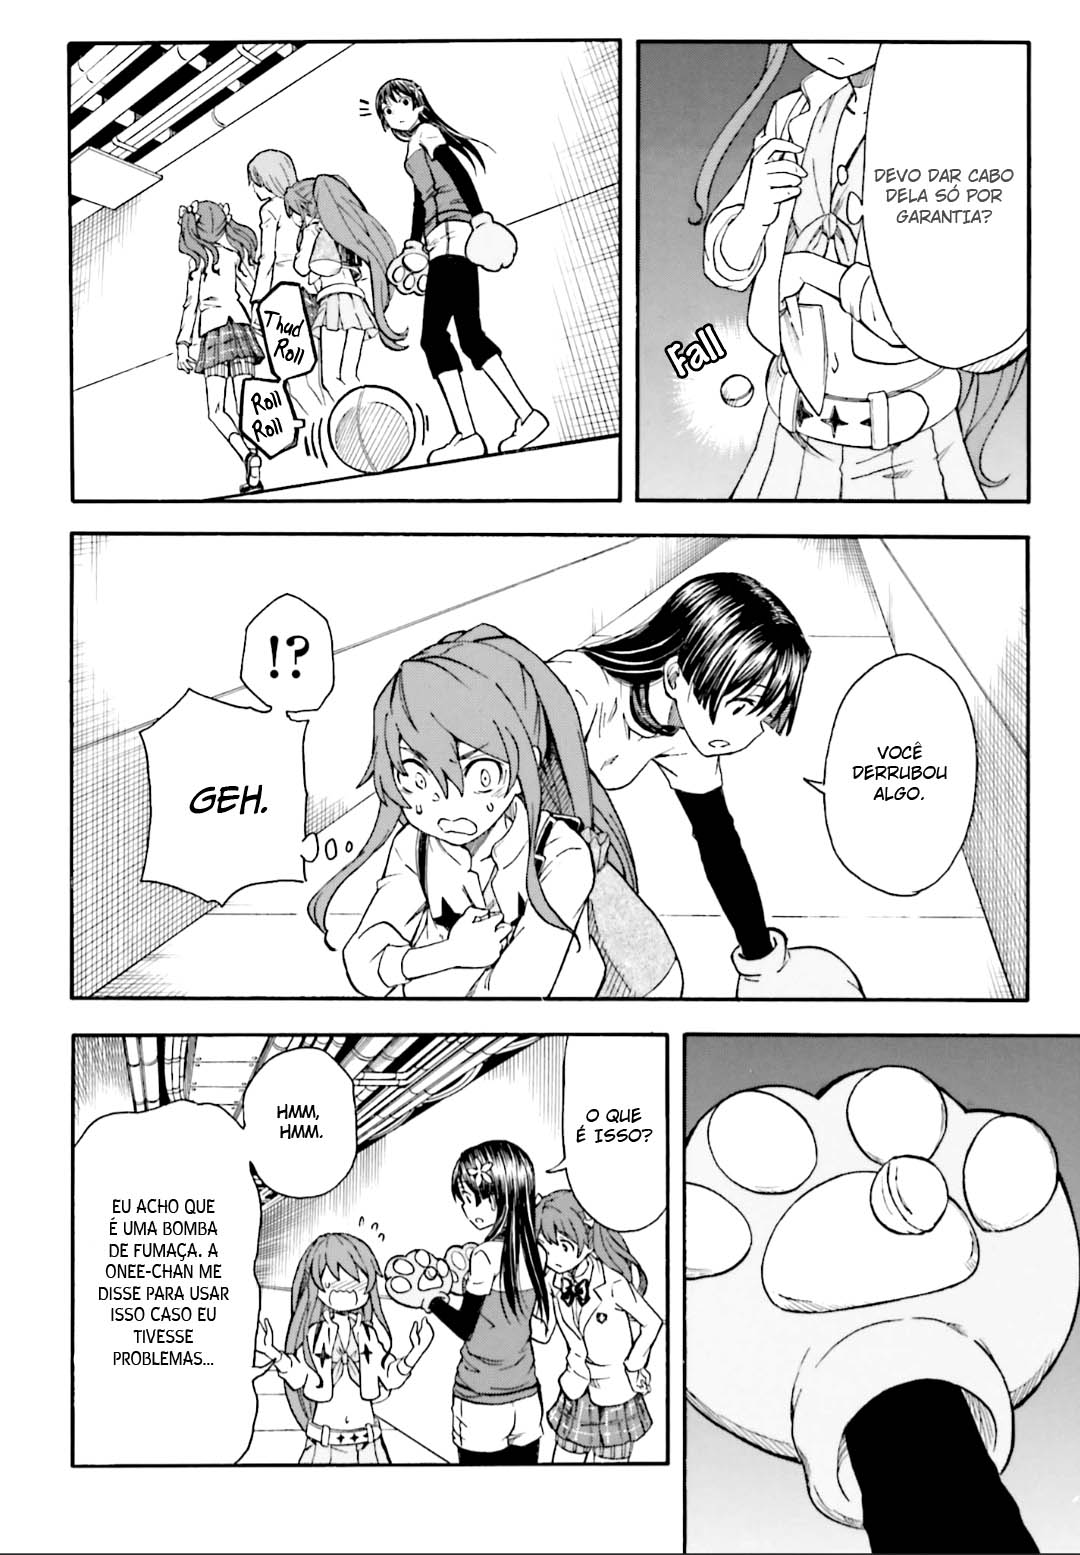 DEVO DAR CABO
DELA SÓ POR
GARANTIA?
Fall
Thud
Roll
Roll
Roll
VOCÊ
DERRUBOU
ALGO.
!?
GEH.
O QUE
É ISSO?
HMM,
HMM.
EU ACHO QUE
É UMA BOMBA
DE FUMAÇA. A
ONEE-CHAN ME
DISSE PARA USAR
ISSO CASO EU
TIVESSE
PROBLEMAS...